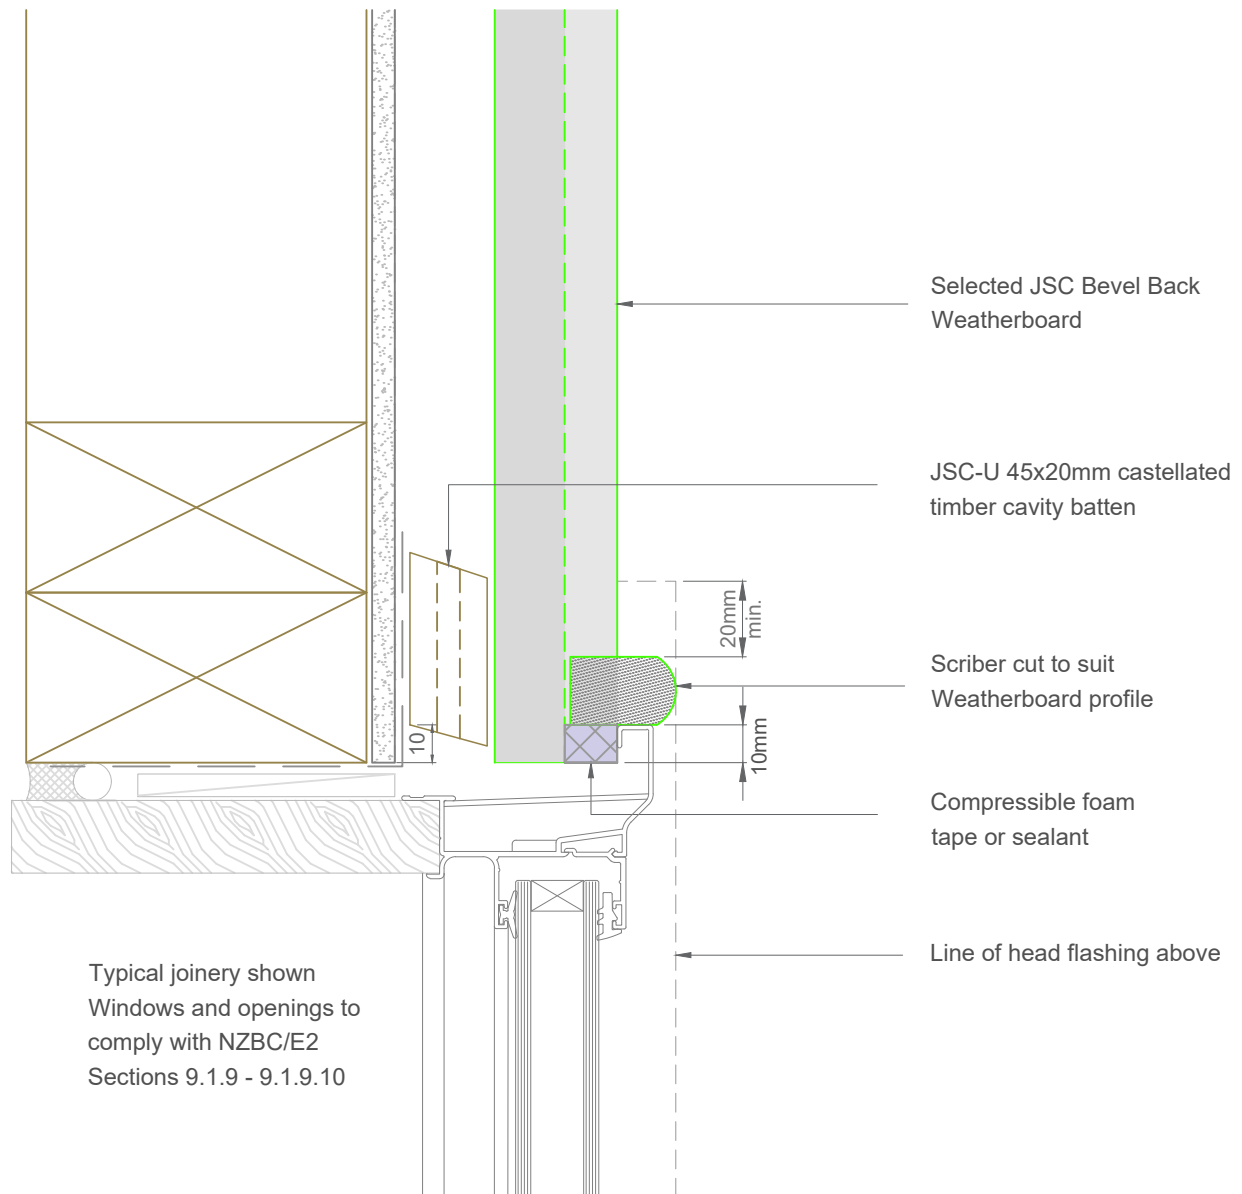 Selected JSC Bevel Back
Weatherboard
JSC-U 45x20mm castellated
timber cavity batten
20mm
min.
Scriber cut to suit
Weatherboard profile
10
10mm
Compressible foam
tape or sealant
Line of head flashing above
Typical joinery shown
Windows and openings to
comply with NZBC/E2
Sections 9.1.9 - 9.1.9.10